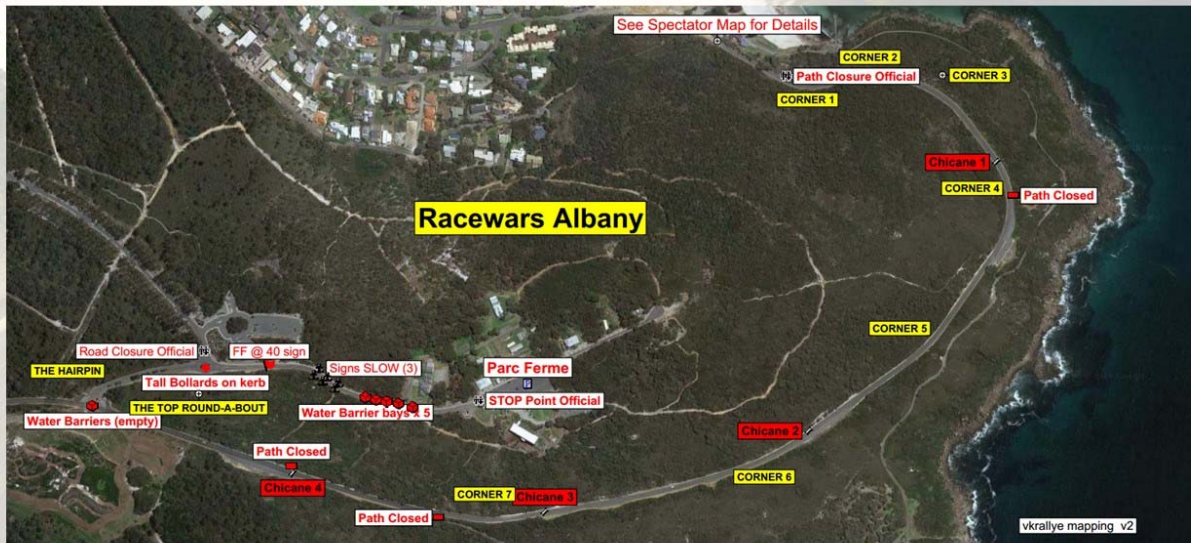 See Spectator Map for Details
CORNER 2
Path Closure Official
CORNER 3
CORNER 1
Chicane 1
CORNER 4
Path Closed
Racewars Albany
CORNER 5
Road Closure Official
FF @ 40 sign
THE HAIRPIN
Signs SLOW (3)
Parc Ferme
Tall Bollards on kerb
STOP Point Official
THE TOP ROUND-A-BOUT
Water Barrier bays x 5
Water Barriers (empty)
Chicane 2
Path Closed
CORNER 6
Chicane 4
CORNER 7
Chicane 3
Path Closed
vkrallye mapping v2